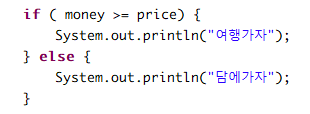 if ( money >= price) {
    System.out.println("여행가자");
} else {
    System.out.println("담에가자");
}